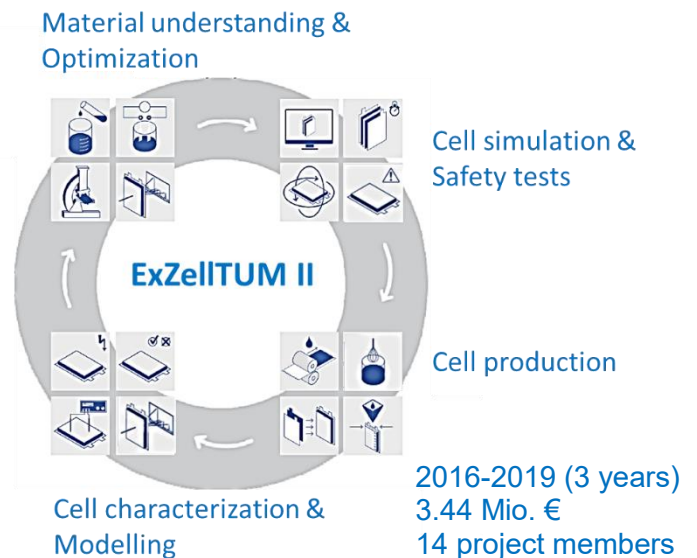 Material understanding &
Optimization
Cell simulation &
Safety tests
ExZellTUM II
Cell production
Cell characterization &
Modelling
2016-2019 (3 years)
3.44 Mio. €
14 project members